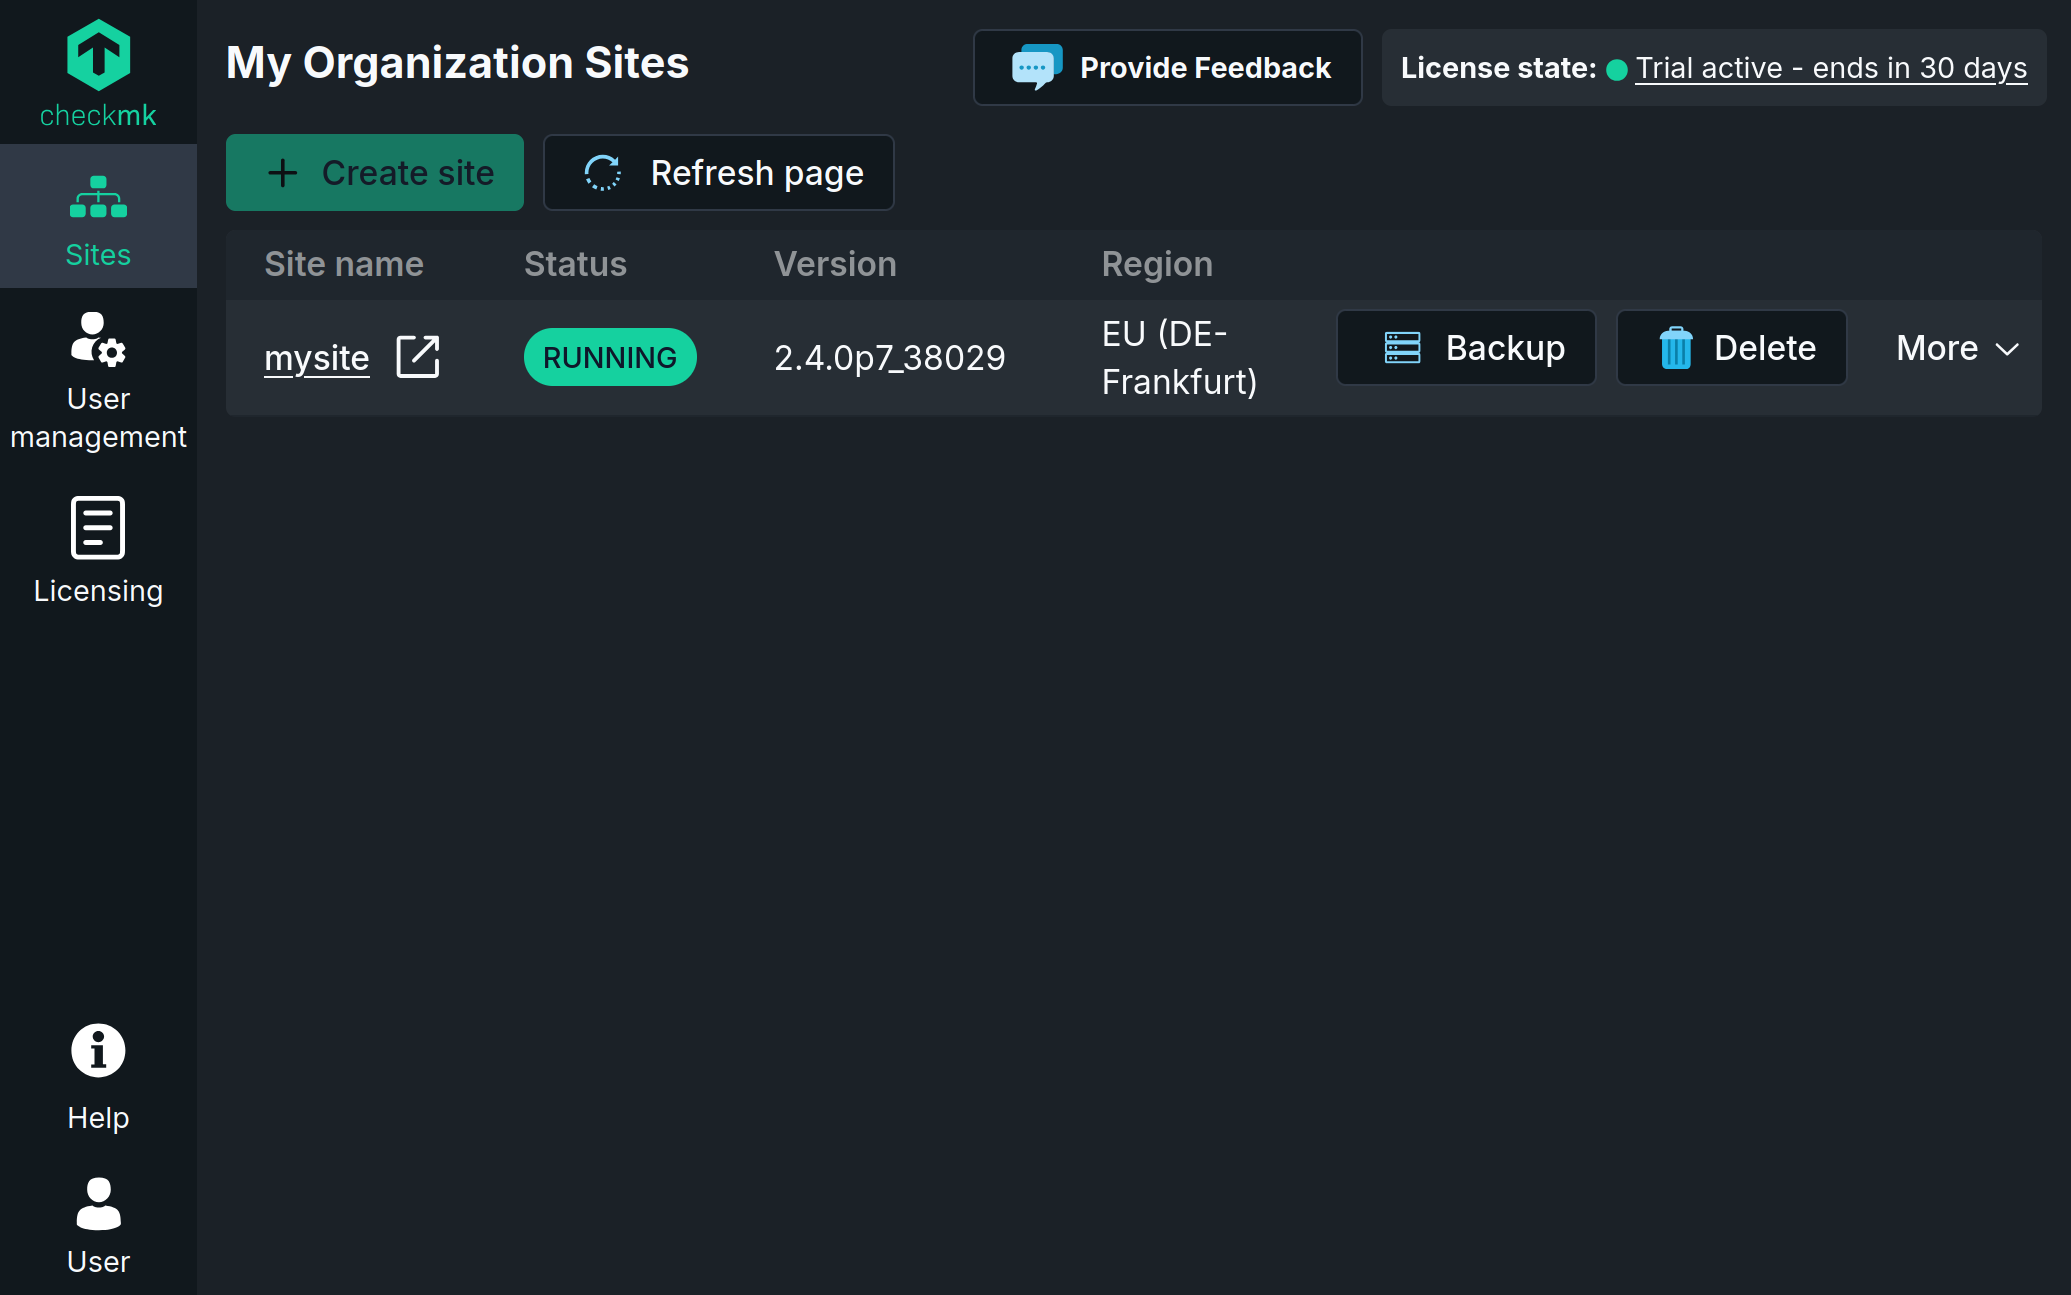 checkmk
Sites
User
management
Licensing
Help
User
My Organization Sites
Provide Feedback
License state: Trial active - ends in 30 days
Create site
Refresh page
Site name Status Version Region
mysite RUNNING 2.4.0p7_38029 EU (DE-
Frankfurt)
Backup Delete More